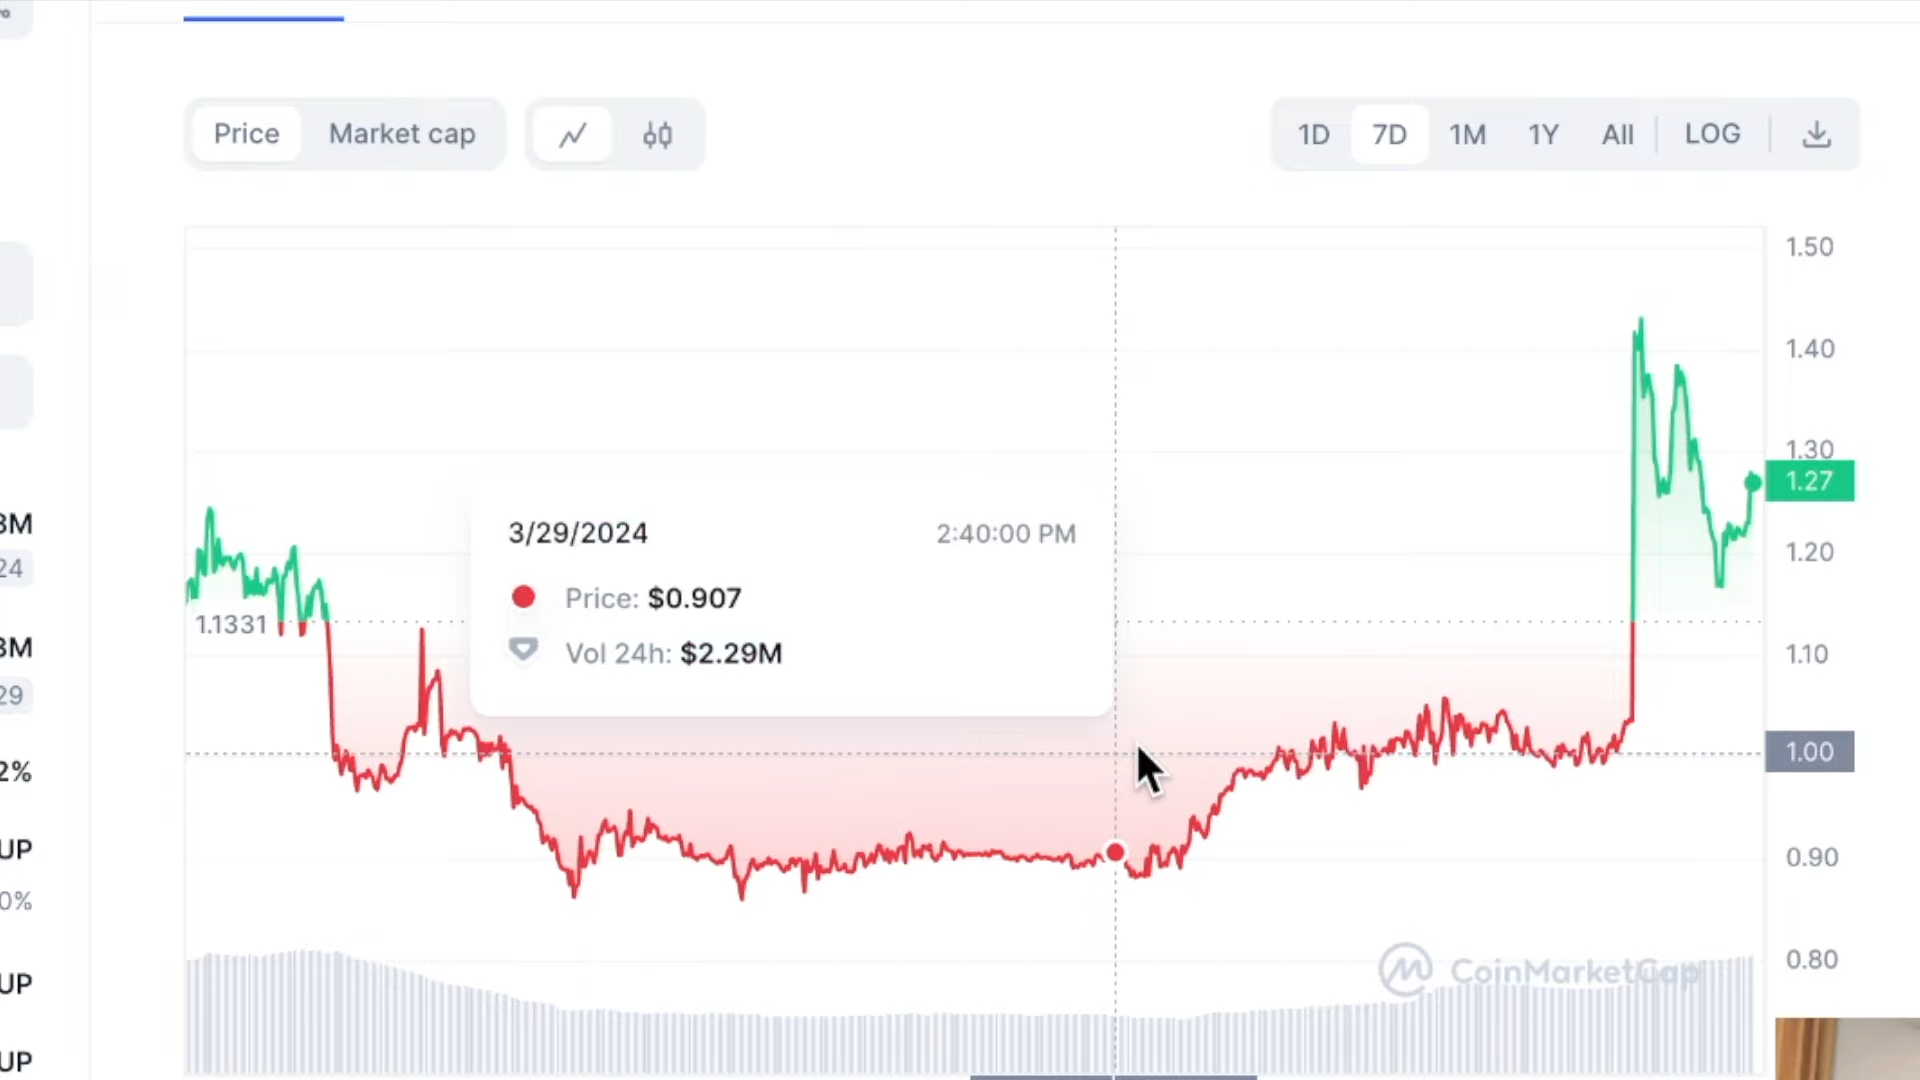 Price Market cap
1D 7D 1M 1Y All LOG
1.50
1.40
1.30
1.27
1.20
1.10
1.00
0.90
0.80
1.1331
3/29/2024 2:40:00 PM
Price: $0.907
Vol 24h: $2.29M
CoinMarketCap
3M
24
3M
29
2%
UP
0%
UP
UP